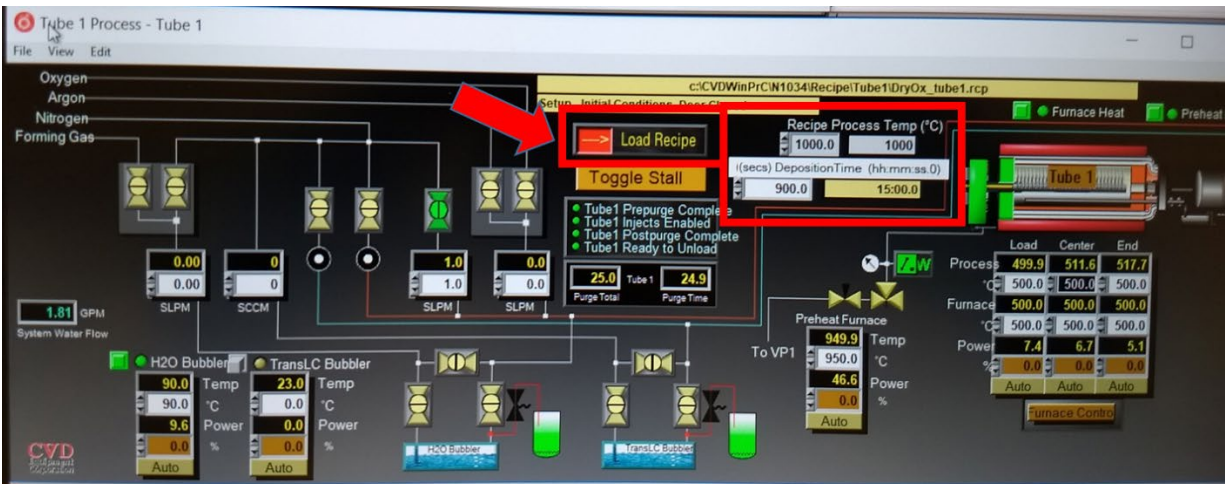 Tube 1 Process - Tube 1
File View Edit
Oxygen
Argon
Nitrogen
Forming Gas
c:\CVDWinPrC\N1034\Recipe\Tube1\DryOx_tube1.rcp
Setup Initial Conditions
Load Recipe
Toggle Stall
Recipe Process Temp (°C)
1000.0 1000
(secs) DepositionTime (hh:mm:ss.0)
900.0 15:00.0
Furnace Heat
Preheat
Tube 1
Tube1 Prepurge Complete
Tube1 Injects Enabled
Tube1 Postpurge Complete
Tube1 Ready to Unload
25.0 Tube 1 24.9
Purge Total Purge Time
0.00 0 1.0 0.0
0.00 0 1.0 0.0
SLPM SCCM SLPM SLPM
1.81 GPM
System Water Flow
H2O Bubbler
90.0 Temp
90.0 °C
9.6 Power
0.0 %
Auto
TransLC Bubbler
23.0 Temp
0.0 °C
0.0 Power
0.0 %
Auto
H2O Bubbler
TransLC Bubbler
To VP1
Preheat Furnace
949.9 Temp
950.0 °C
46.6 Power
0.0 %
Auto
Load Center End
Process 499.9 511.6 517.7
°C 500.0 500.0 500.0
Furnace 500.0 500.0 500.0
°C 500.0 500.0 500.0
Power 7.4 6.7 5.1
% 0.0 0.0 0.0
Auto Auto Auto
Furnace Contro
CVD
Equipment
Corporation